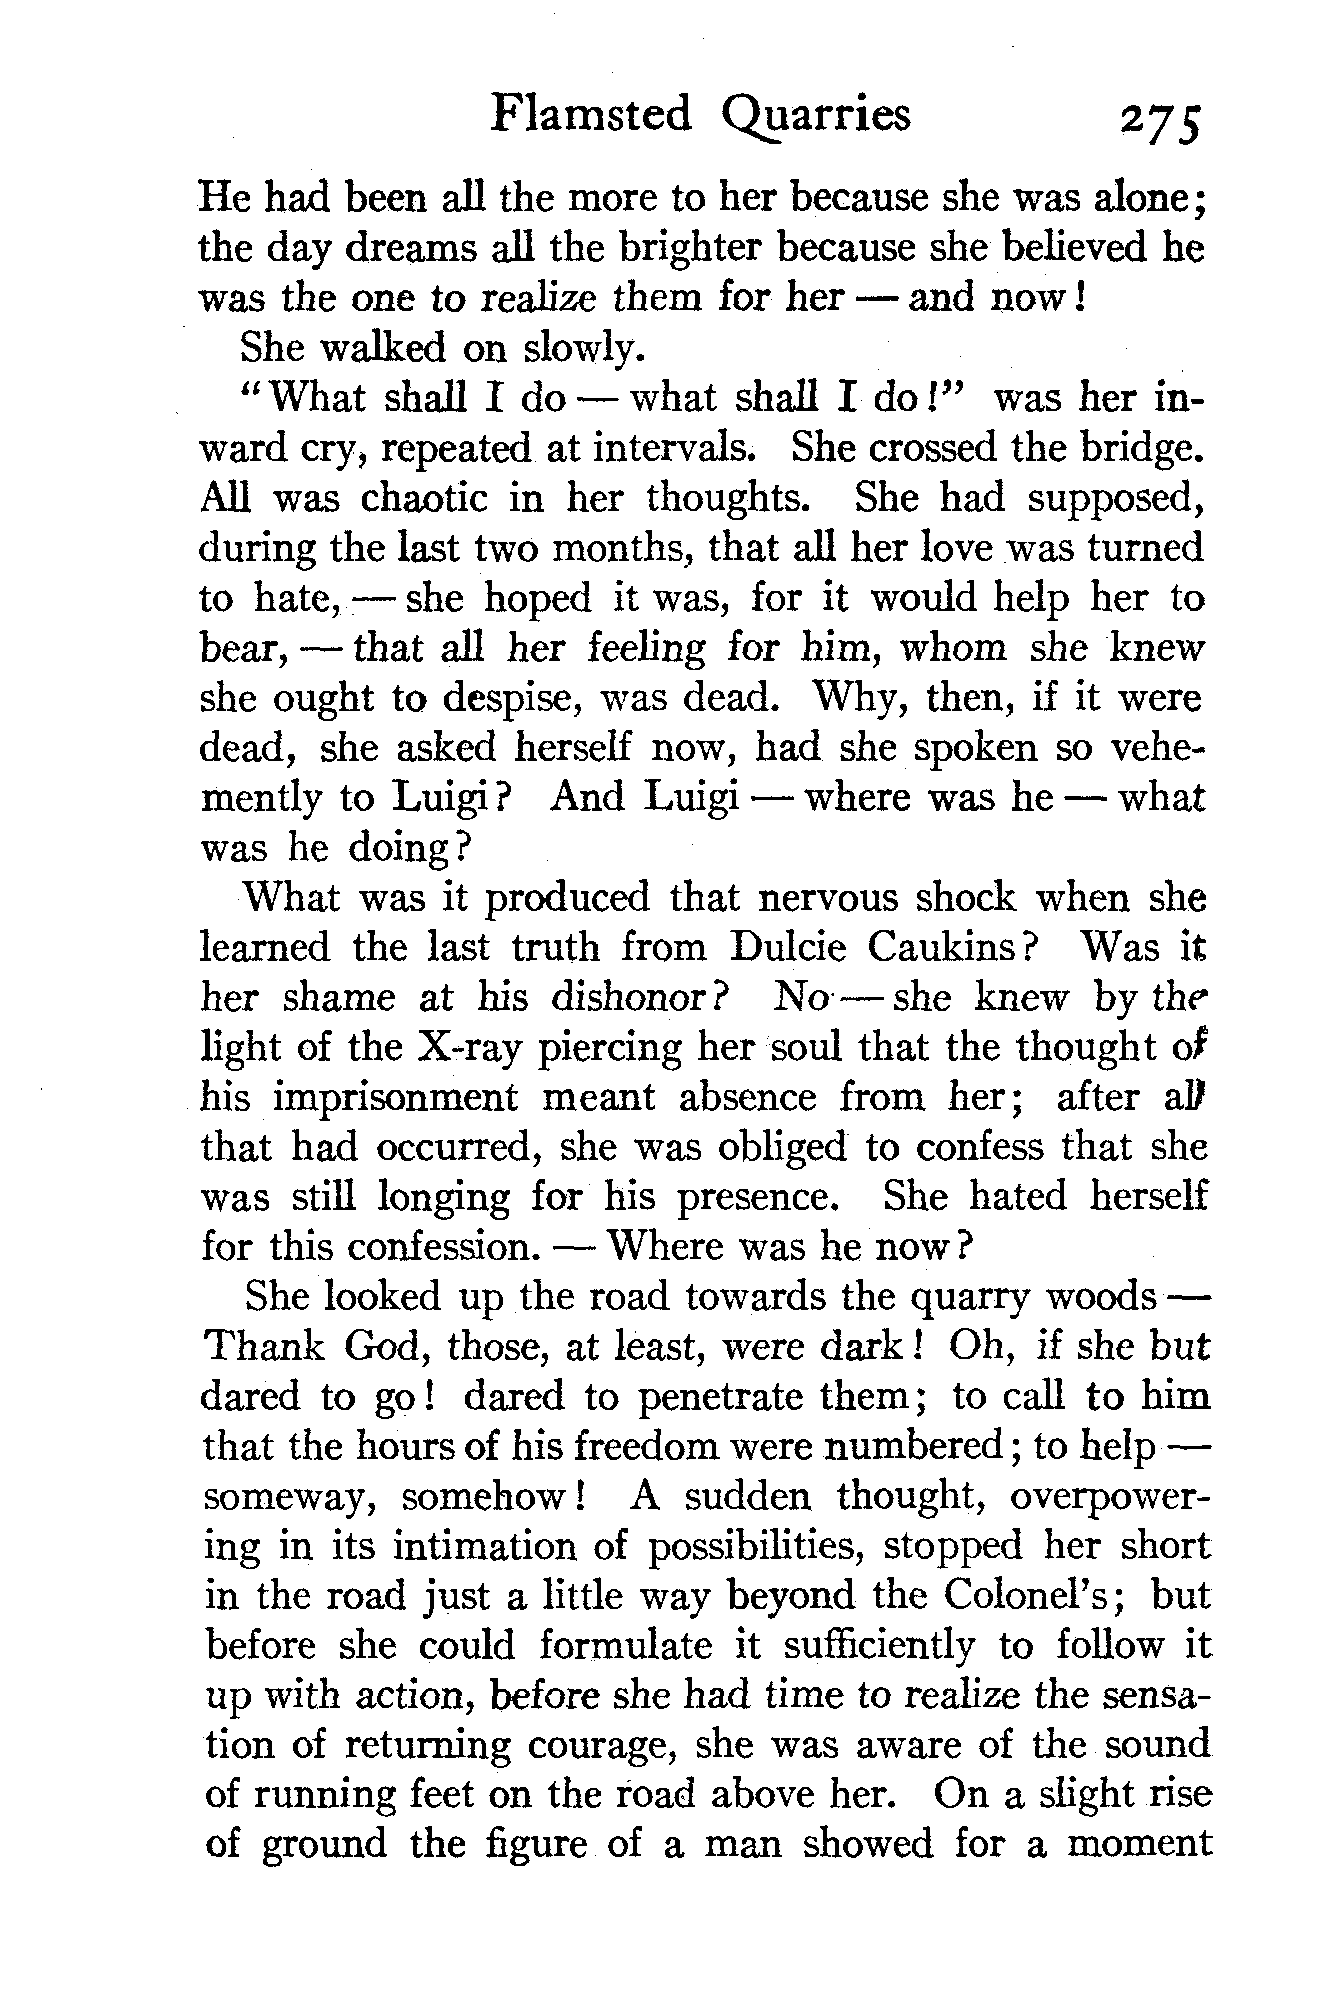 Flamsted Quarries 275
He had been all the more to her because she was alone;
the day dreams all the brighter because she believed he
was the one to realize them for her — and now!
She walked on slowly.
"What shall I do — what shall I do!" was her in-
ward cry, repeated at intervals. She crossed the bridge.
All was chaotic in her thoughts. She had supposed,
during the last two months, that all her love was turned
to hate, — she hoped it was, for it would help her to
bear, — that all her feeling for him, whom she knew
she ought to despise, was dead. Why, then, if it were
dead, she asked herself now, had she spoken so vehe-
mently to Luigi? And Luigi — where was he — what
was he doing?
What was it produced that nervous shock when she
learned the last truth from Dulcie Caukins? Was it
her shame at his dishonor? No — she knew by the
light of the X-ray piercing her soul that the thought of
his imprisonment meant absence from her; after all
that had occurred, she was obliged to confess that she
was still longing for his presence. She hated herself
for this confession. — Where was he now?
She looked up the road towards the quarry woods —
Thank God, those, at least, were dark! Oh, if she but
dared to go! dared to penetrate them; to call to him
that the hours of his freedom were numbered; to help —
someway, somehow! A sudden thought, overpower-
ing in its intimation of possibilities, stopped her short
in the road just a little way beyond the Colonel's; but
before she could formulate it sufficiently to follow it
up with action, before she had time to realize the sensa-
tion of returning courage, she was aware of the sound
of running feet on the road above her. On a slight rise
of ground the figure of a man showed for a moment